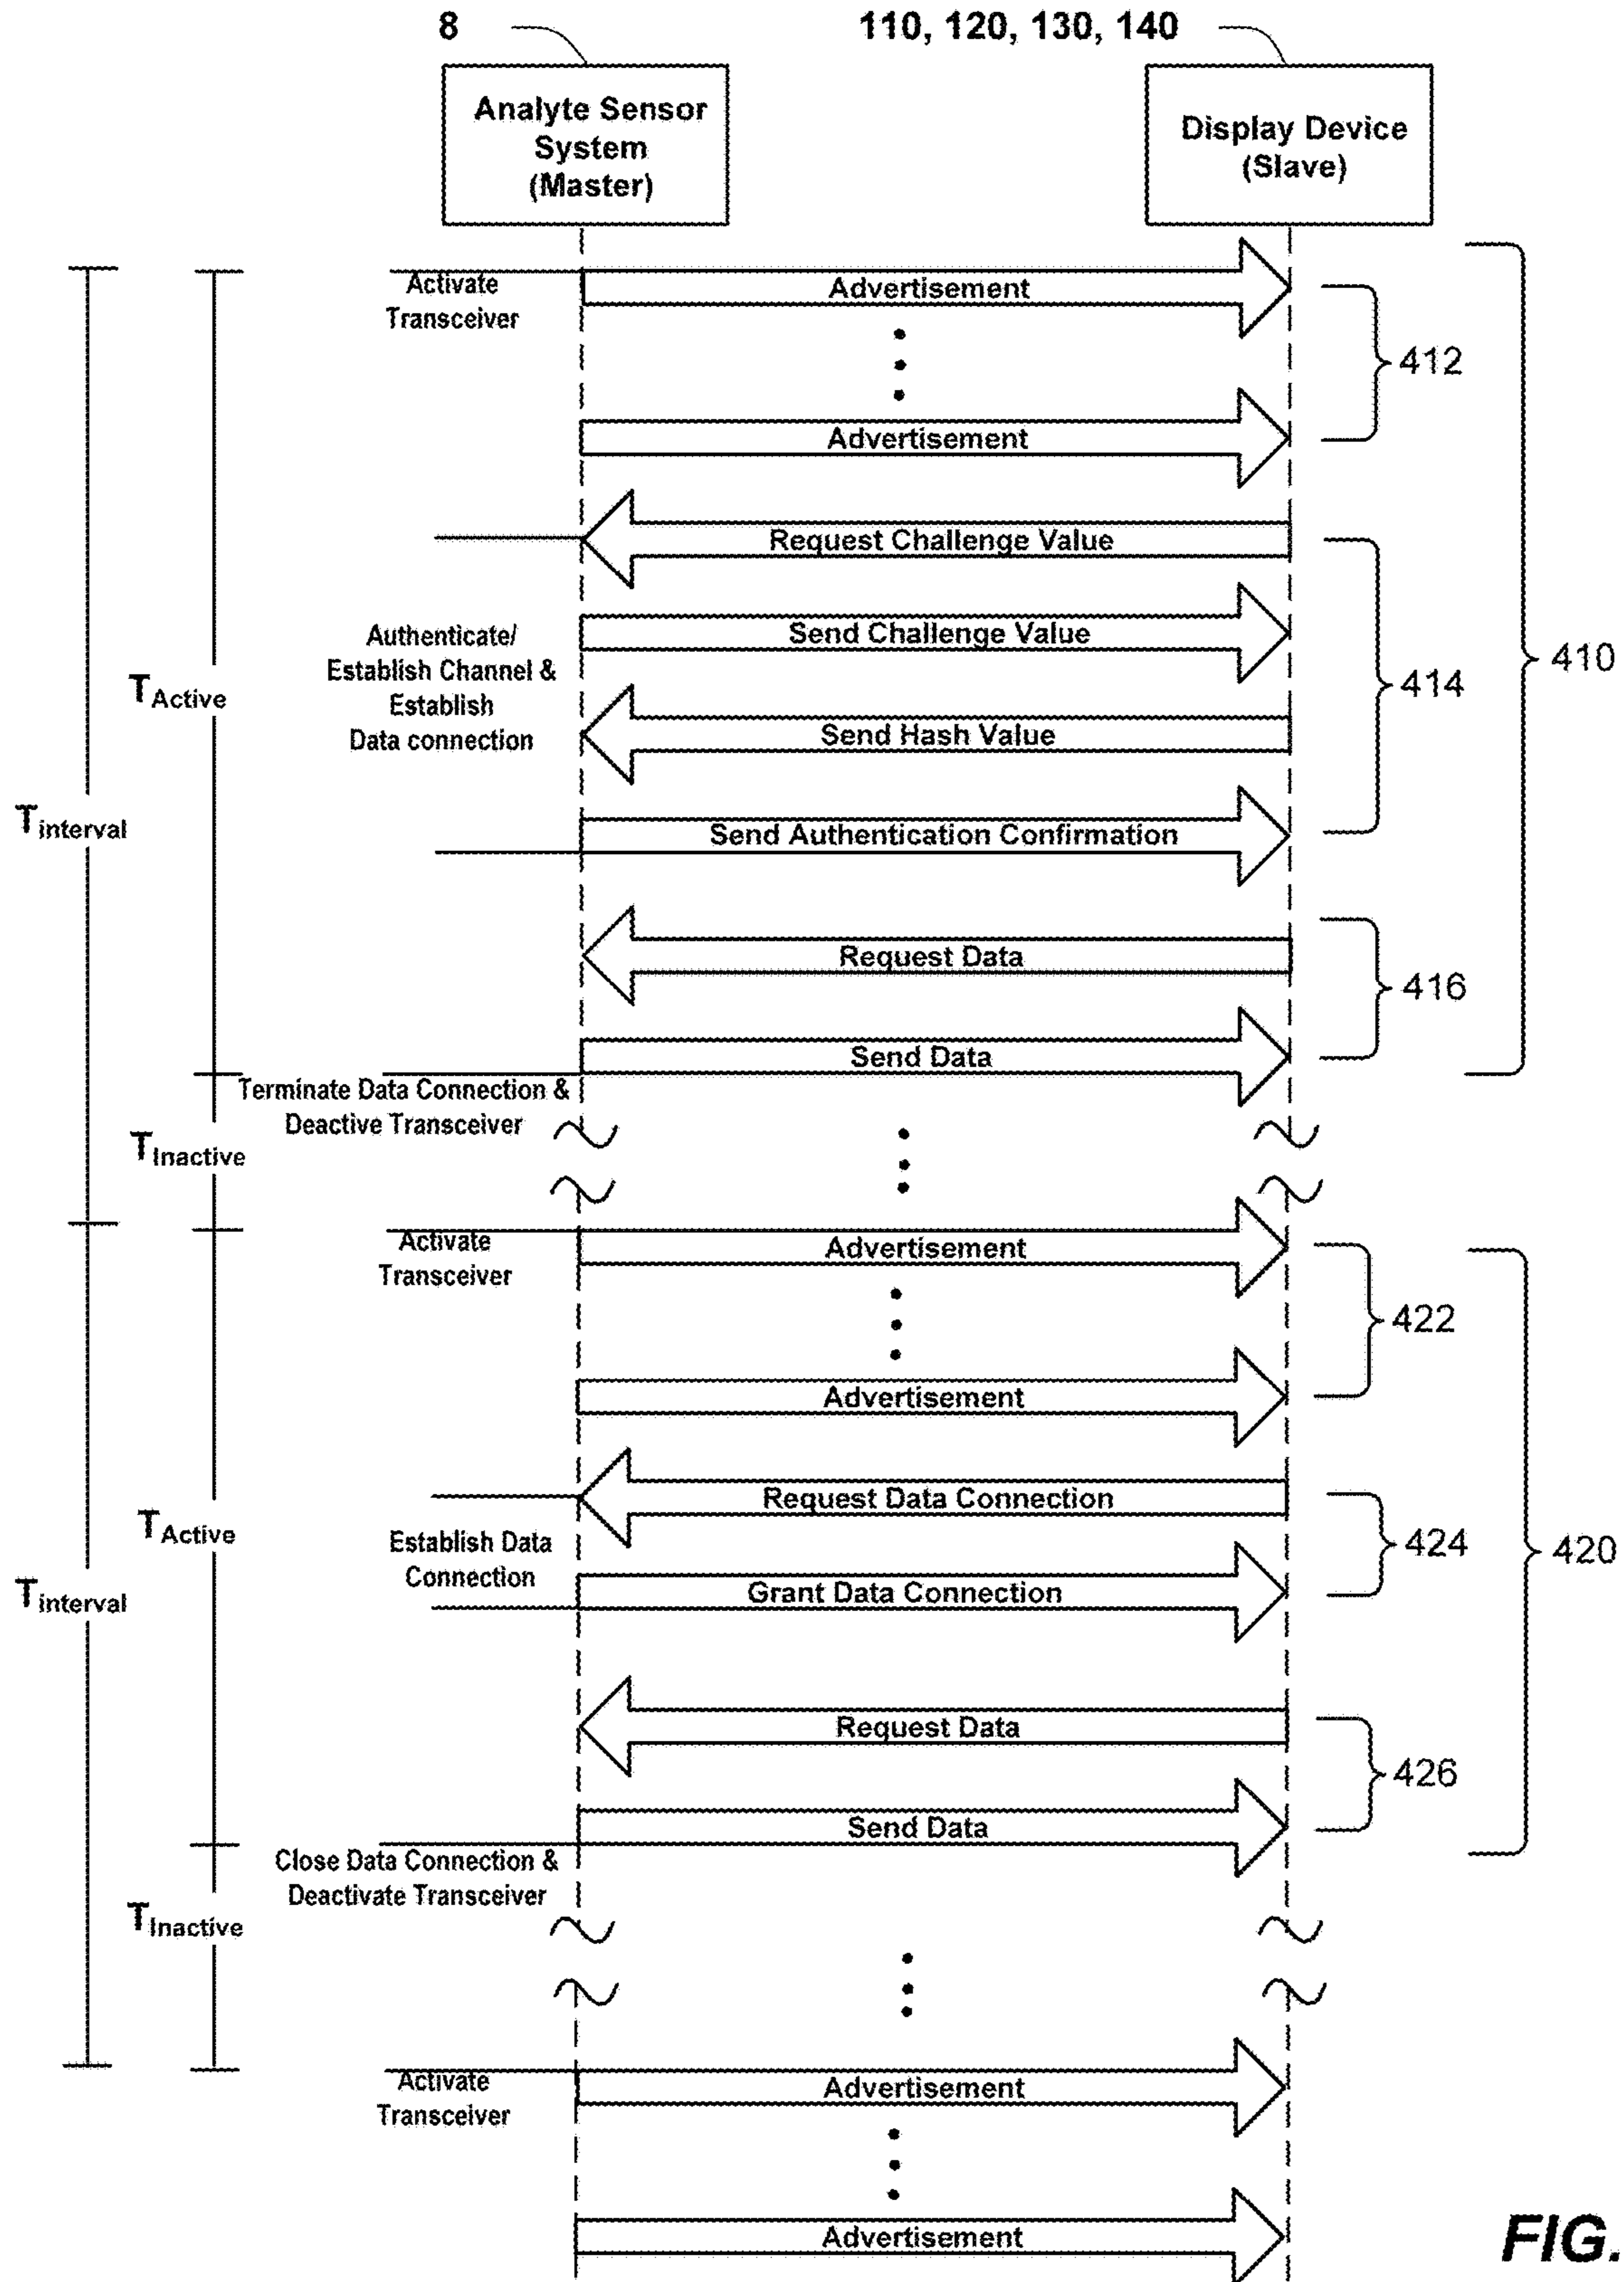 8
110, 120, 130, 140
Analyte Sensor
System
(Master)
Display Device
(Slave)
Activate
Transceiver
Advertisement
412
Advertisement
Request Challenge Value
Authenticate/
Establish Channel &
Establish
Data connection
Send Challenge Value
414
410
TActive
Send Hash Value
Tinterval
Send Authentication Confirmation
Request Data
416
Send Data
Terminate Data Connection &
Deactive Transceiver
TInactive
Activate
Transceiver
Advertisement
422
Advertisement
Request Data Connection
TActive
Establish Data
Connection
424
420
Grant Data Connection
Tinterval
Request Data
426
Send Data
Close Data Connection &
Deactivate Transceiver
TInactive
Activate
Transceiver
Advertisement
Advertisement
FIG.